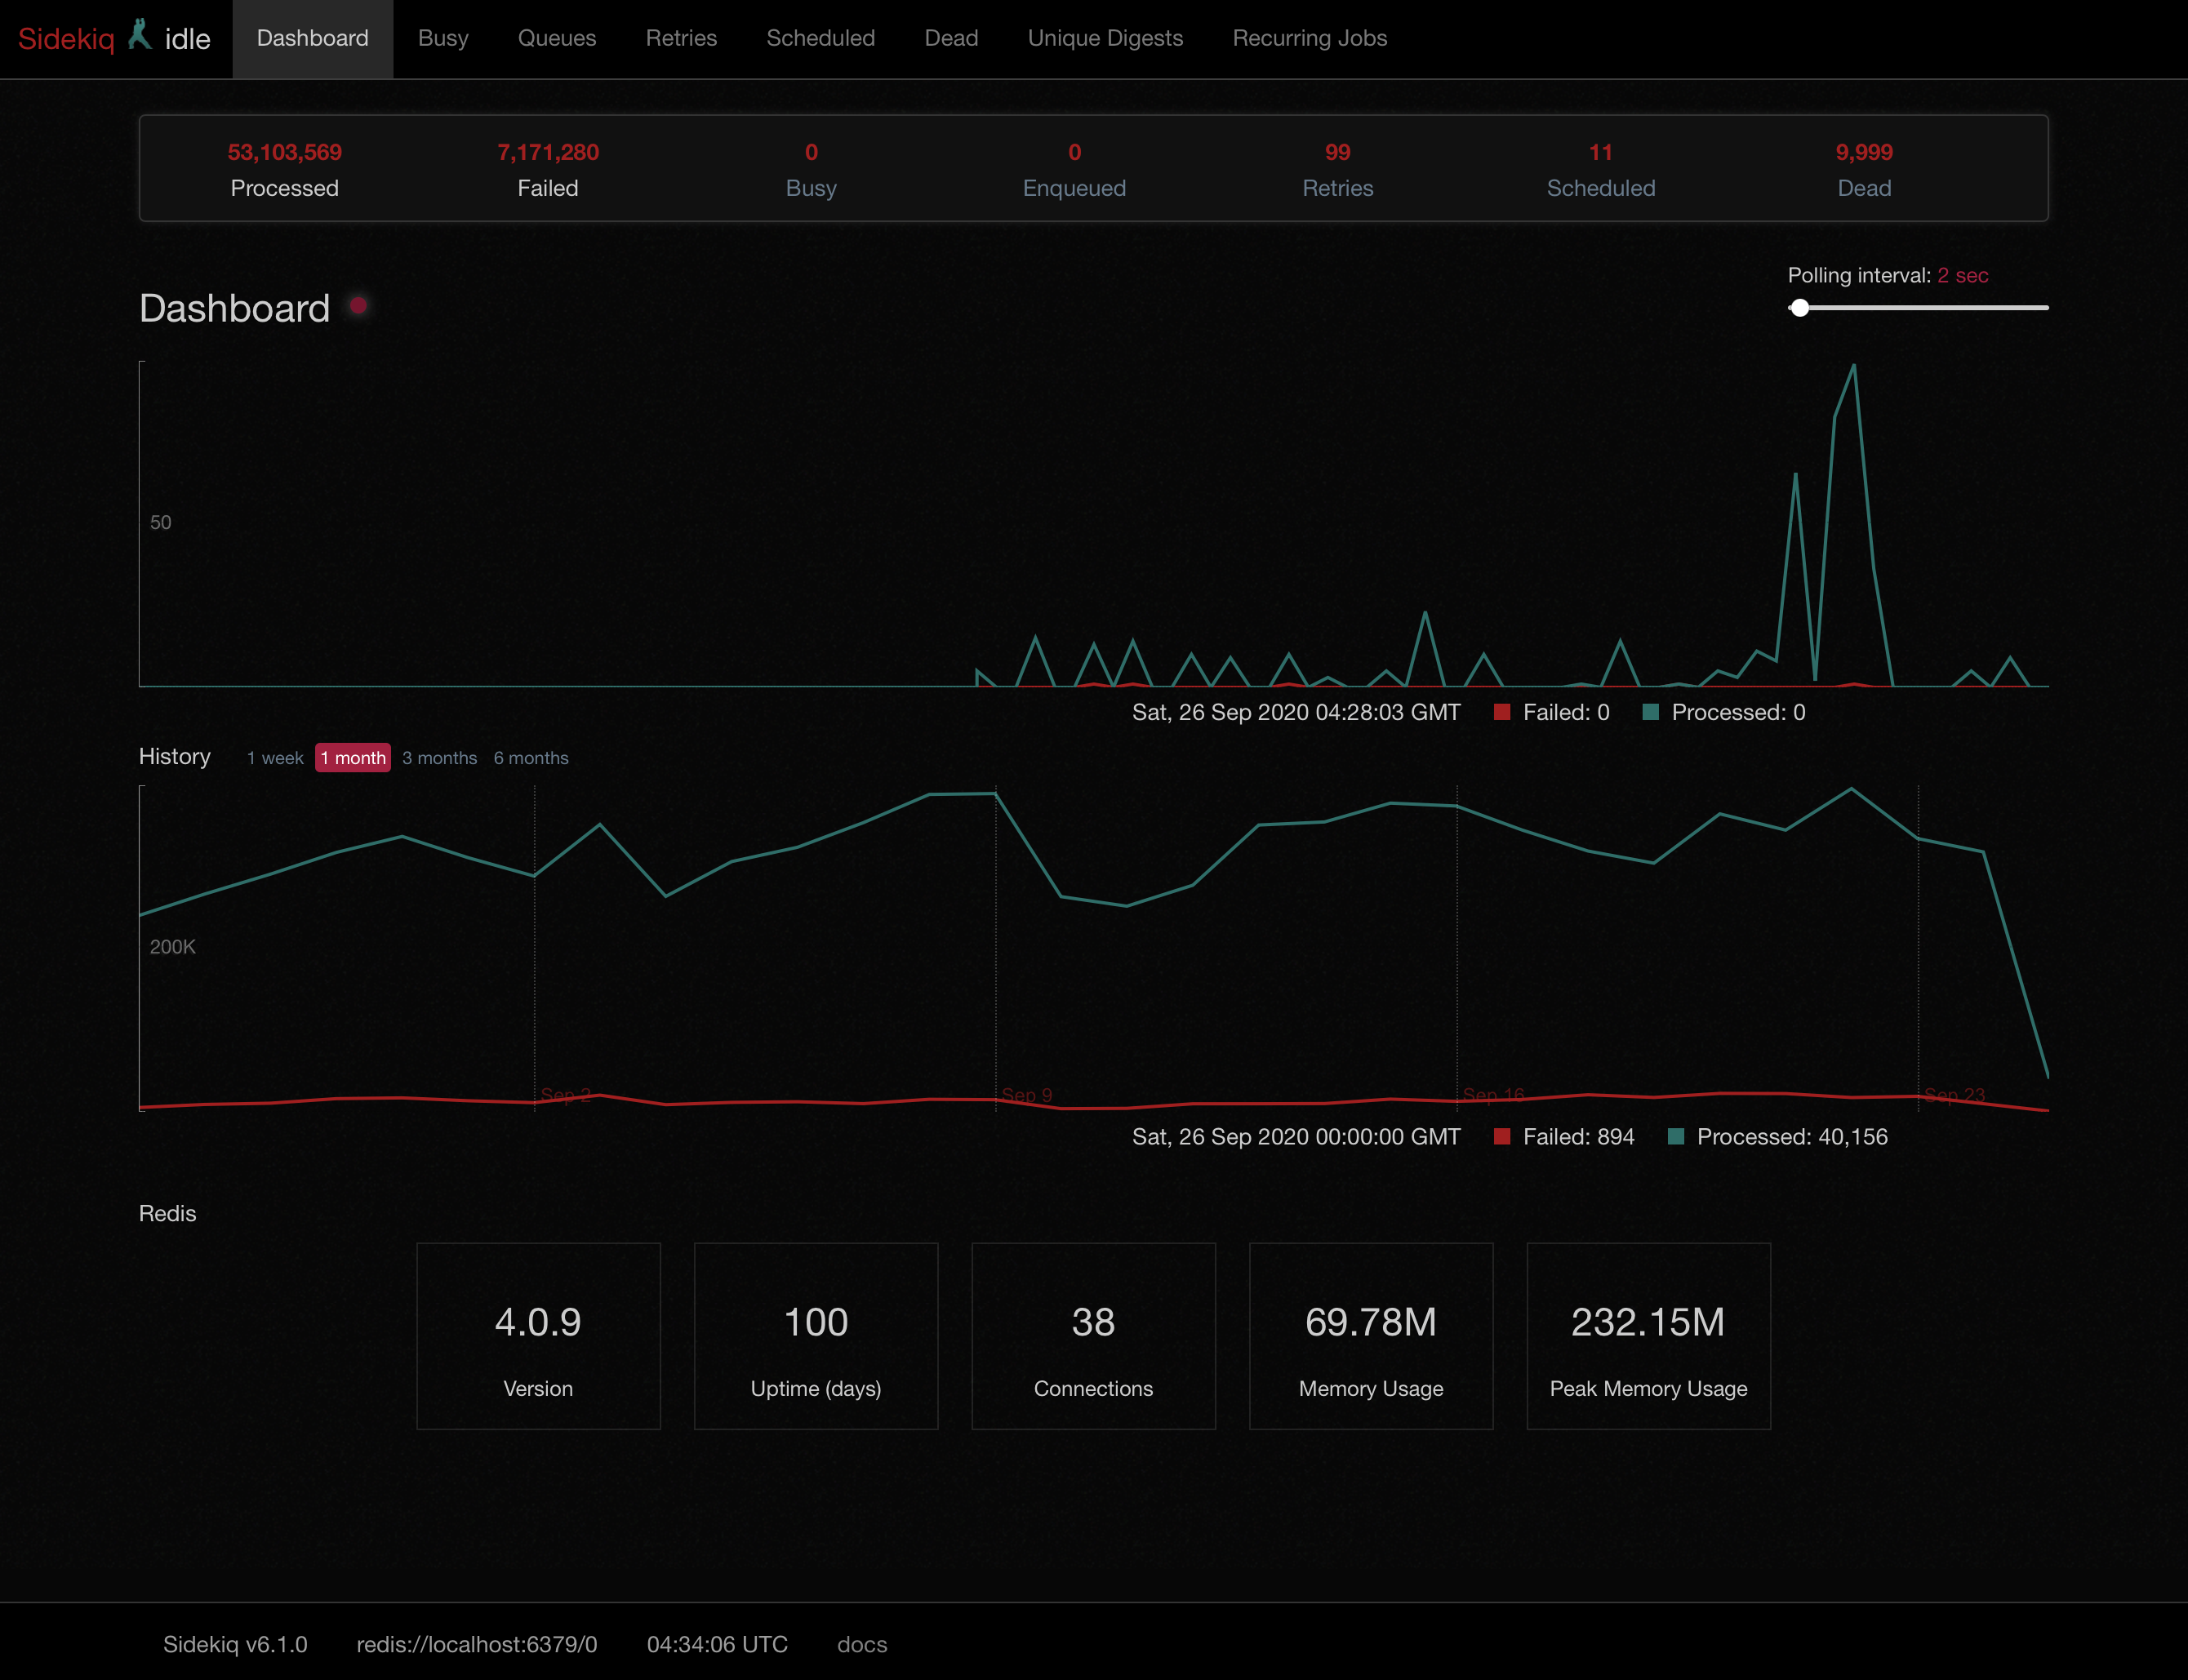 Sidekiq idle Dashboard Busy Queues Retries Scheduled Dead Unique Digests Recurring Jobs
53,103,569 7,171,280 0 0 99 11 9,999
Processed Failed Busy Enqueued Retries Scheduled Dead
Polling interval: 2 sec
Dashboard
50
Sat, 26 Sep 2020 04:28:03 GMT Failed: 0 Processed: 0
History 1 week 1 month 3 months 6 months
200K
Sep 2 Sep 9 Sep 16 Sep 23
Sat, 26 Sep 2020 00:00:00 GMT Failed: 894 Processed: 40,156
Redis
4.0.9 100 38 69.78M 232.15M
Version Uptime (days) Connections Memory Usage Peak Memory Usage
Sidekiq v6.1.0 redis://localhost:6379/0 04:34:06 UTC docs